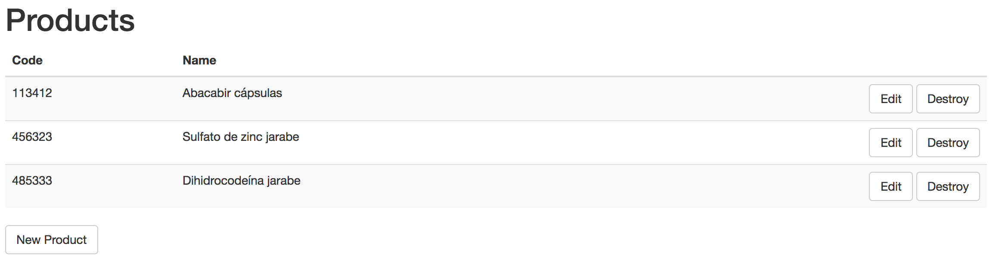 Products
Code Name
113412 Abacabir cápsulas Edit Destroy
456323 Sulfato de zinc jarabe Edit Destroy
485333 Dihidrocodeína jarabe Edit Destroy
New Product